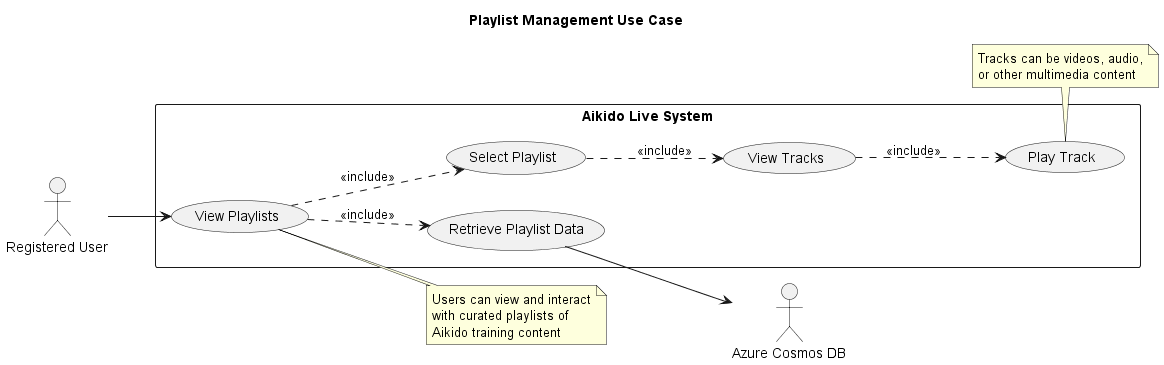 Playlist Management Use Case
Tracks can be videos, audio,
or other multimedia content
Aikido Live System
Select Playlist
«include»
View Tracks
«include»
Play Track
«include»
View Playlists
«include»
Retrieve Playlist Data
Registered User
Users can view and interact
with curated playlists of
Aikido training content
Azure Cosmos DB